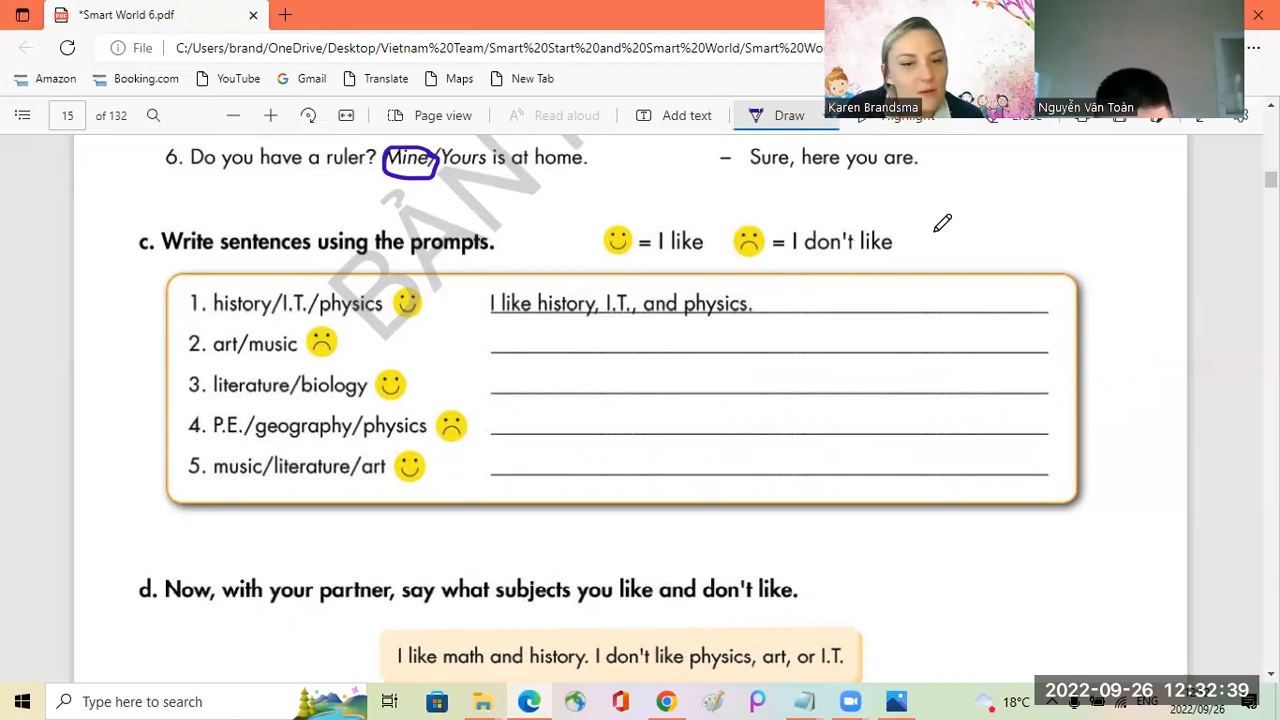 *Smart World 6.pdf
File
C:/Users/brand/OneDrive/Desktop/Vietnam%20Team/Smart%20Start%20and%20Smart%20World/Smart%20Wo
Amazon Booking.com YouTube Gmail Translate Maps New Tab
Karen Brandsma
Nguyễn Văn Toàn
15 of 132 Page view Read aloud Add text Draw
6. Do you have a ruler? Mine/Yours is at home. – Sure, here you are.
BẢN
c. Write sentences using the prompts. = I like = I don't like
1. history/I.T./physics I like history, I.T., and physics.
2. art/music
3. literature/biology
4. P.E./geography/physics
5. music/literature/art
d. Now, with your partner, say what subjects you like and don't like.
I like math and history. I don't like physics, art, or I.T.
Type here to search
18°C
ENG
2022-09-26 12:32:39
2022/09/26